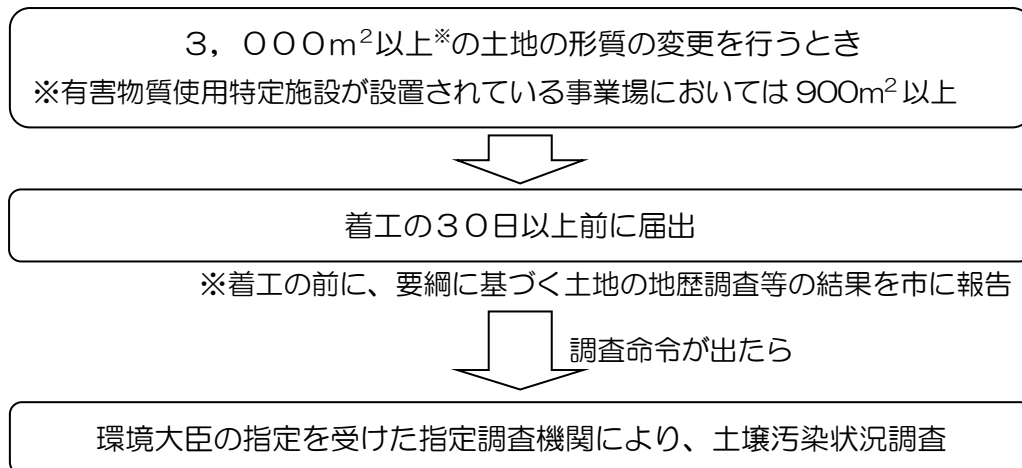 ３，０００ｍ²以上※の土地の形質の変更を行うとき
※有害物質使用特定施設が設置されている事業場においては 900m²以上
着工の３０日以上前に届出
※着工の前に、要綱に基づく土地の地歴調査等の結果を市に報告
調査命令が出たら
環境大臣の指定を受けた指定調査機関により、土壌汚染状況調査